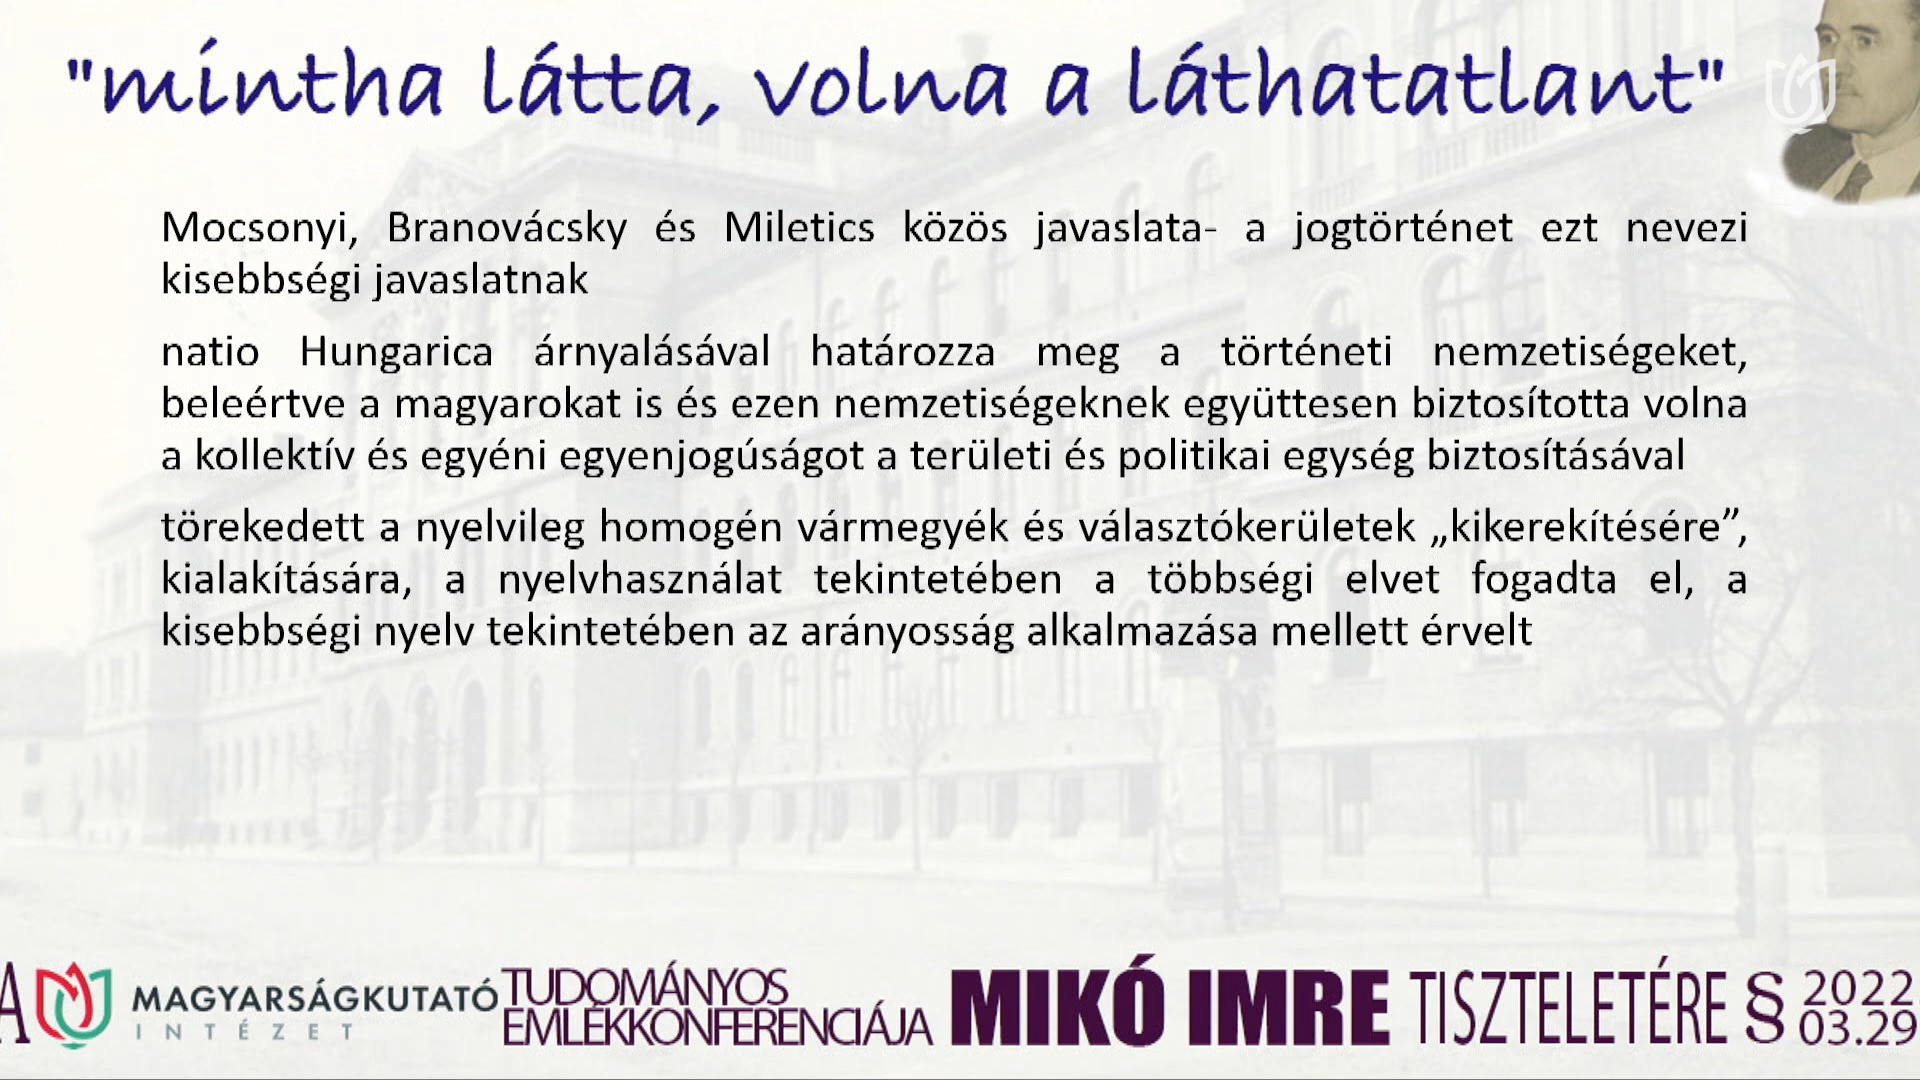 "mintha látta, volna a láthatatlant"
Mocsonyi, Branovácsky és Miletics közös javaslata- a jogtörténet ezt nevezi
kisebbségi javaslatnak
natio Hungarica árnyalásával határozza meg a történeti nemzetiségeket,
beleértve a magyarokat is és ezen nemzetiségeknek együttesen biztosította volna
a kollektív és egyéni egyenjogúságot a területi és politikai egység biztosításával
törekedett a nyelvileg homogén vármegyék és választókerületek „kikerekítésére”,
kialakítására, a nyelvhasználat tekintetében a többségi elvet fogadta el, a
kisebbségi nyelv tekintetében az arányosság alkalmazása mellett érvelt
A MAGYARSÁGKUTATÓ
INTÉZET
TUDOMÁNYOS
EMLÉKKONFERENCIÁJA
MIKÓ IMRE TISZTELETÉRE §
2022
03.29